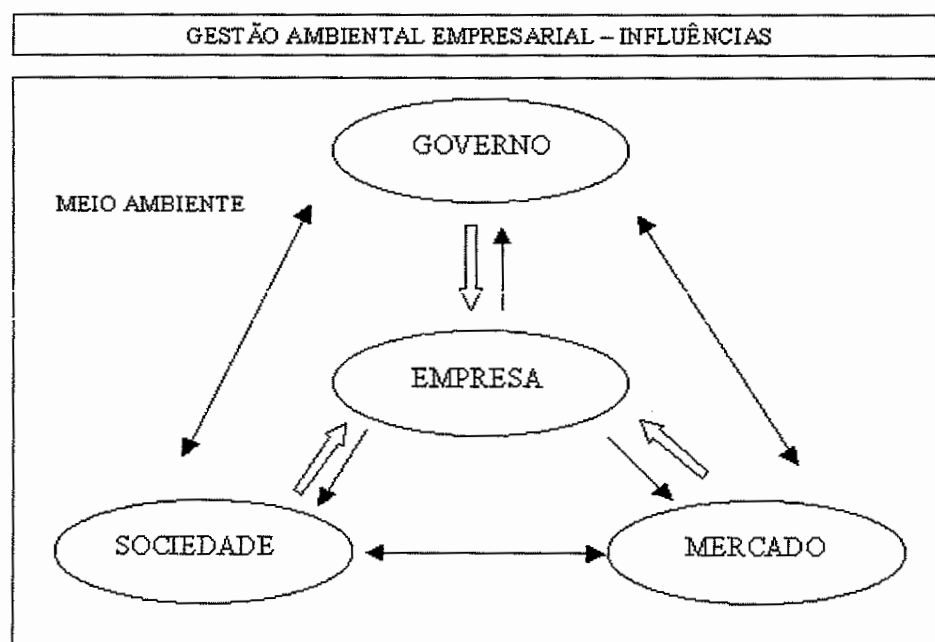 GESTÃO AMBIENTAL EMPRESARIAL – INFLUÊNCIAS
GOVERNO
MEIO AMBIENTE
EMPRESA
SOCIEDADE
MERCADO